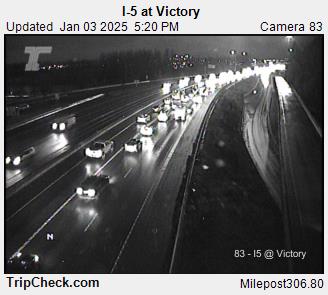 I-5 at Victory
Updated Jan 03 2025 5:20 PM Camera 83
T
N
83 - I5 @ Victory
TripCheck.com Milepost306.80